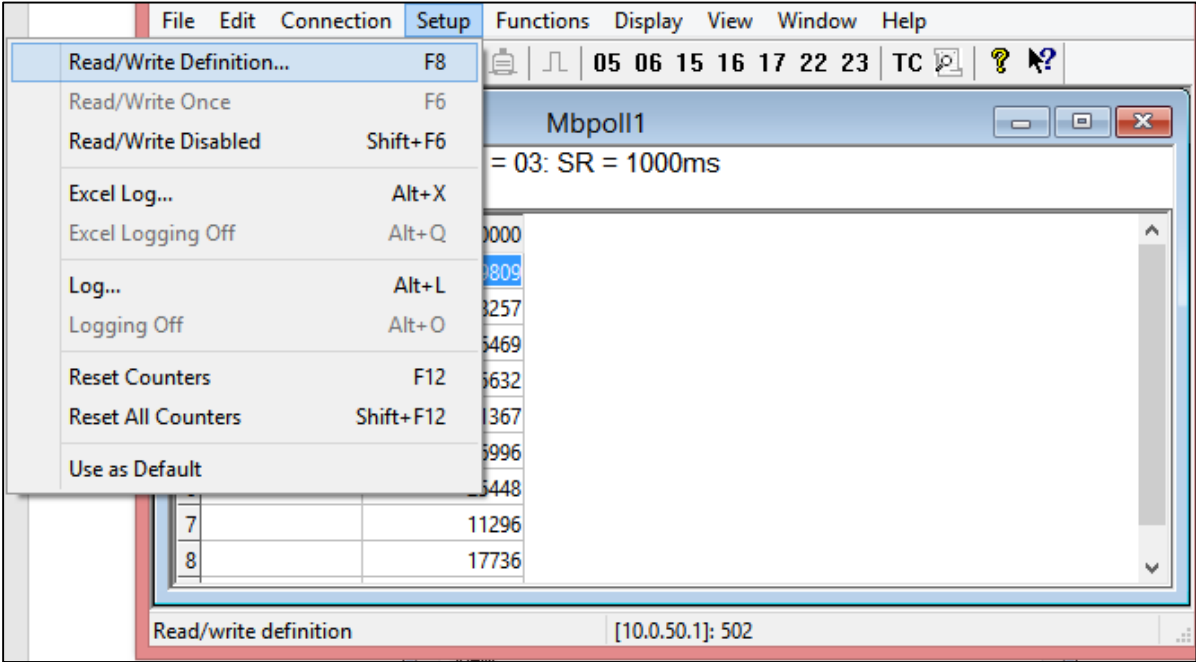 File Edit Connection Setup Functions Display View Window Help
05 06 15 16 17 22 23 TC
Read/Write Definition... F8
Read/Write Once F6
Read/Write Disabled Shift+F6
Excel Log... Alt+X
Excel Logging Off Alt+Q
Log... Alt+L
Logging Off Alt+O
Reset Counters F12
Reset All Counters Shift+F12
Use as Default
Mbpoll1
= 03: SR = 1000ms
7 11296
8 17736
Read/write definition [10.0.50.1]: 502